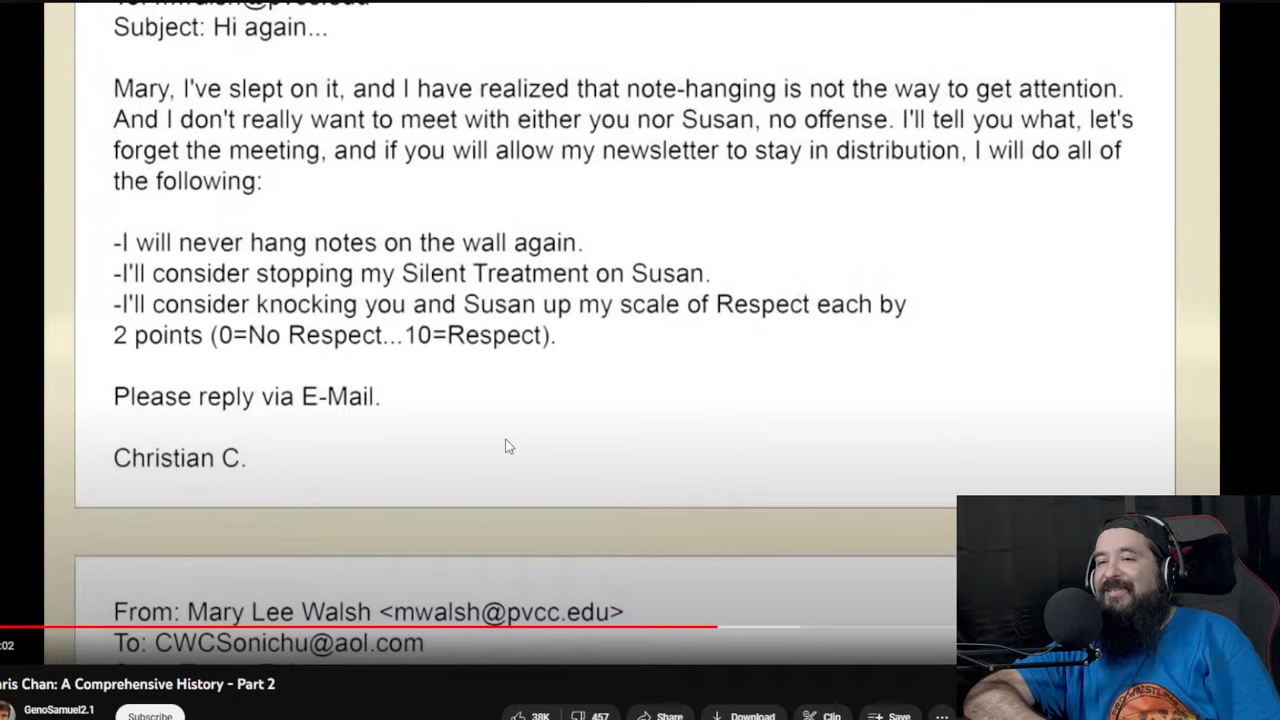 Subject: Hi again...
Mary, I've slept on it, and I have realized that note-hanging is not the way to get attention.
And I don't really want to meet with either you nor Susan, no offense. I'll tell you what, let's
forget the meeting, and if you will allow my newsletter to stay in distribution, I will do all of
the following:
-I will never hang notes on the wall again.
-I'll consider stopping my Silent Treatment on Susan.
-I'll consider knocking you and Susan up my scale of Respect each by
2 points (0=No Respect...10=Respect).
Please reply via E-Mail.
Christian C.
From: Mary Lee Walsh <mwalsh@pvcc.edu>
To: CWCSonichu@aol.com
:02
ris Chan: A Comprehensive History - Part 2
GenoSamuel2.1
Subscribe
38K
457
Share
Download
Clip
Save